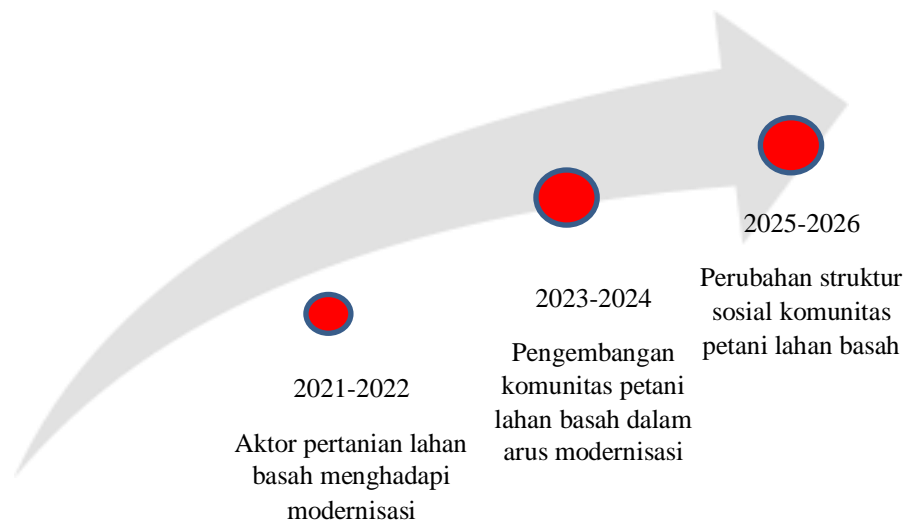 2021-2022
Aktor pertanian lahan
basah menghadapi
modernisasi
2023-2024
Pengembangan
komunitas petani
lahan basah dalam
arus modernisasi
2025-2026
Perubahan struktur
sosial komunitas
petani lahan basah